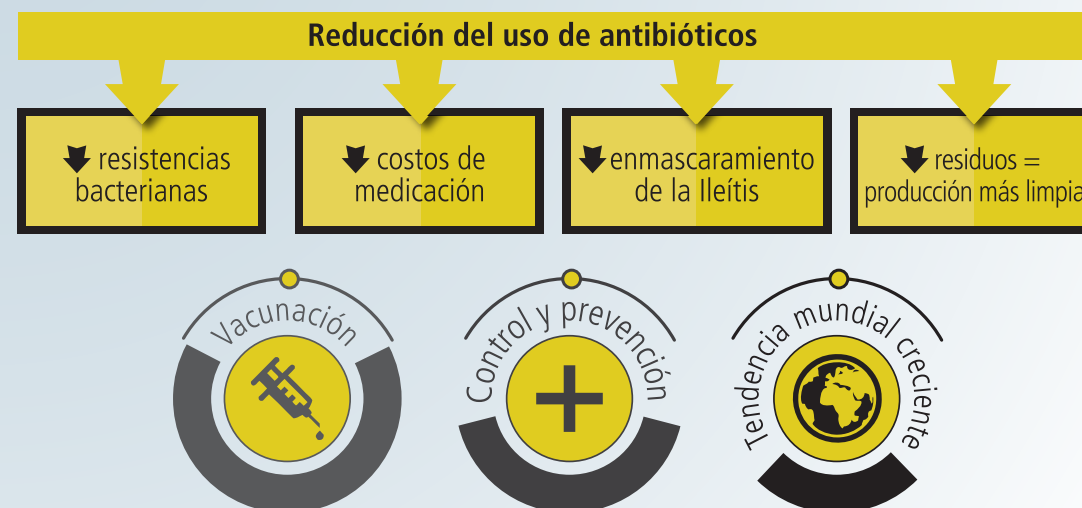 Reducción del uso de antibióticos
resistencias
bacterianas
costos de
medicación
enmascaramiento
de la Ileítis
residuos =
producción más limpia
Vacunación
Control y prevención
Tendencia mundial creciente